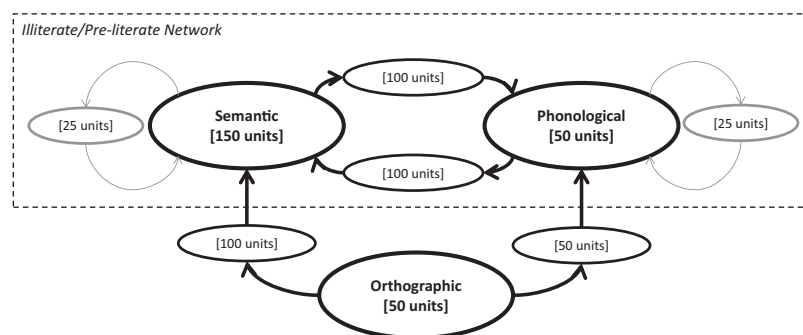 Illiterate/Pre-literate Network
[100 units]
Semantic
[150 units]
Phonological
[50 units]
[25 units]
[25 units]
[100 units]
[100 units]
[50 units]
Orthographic
[50 units]